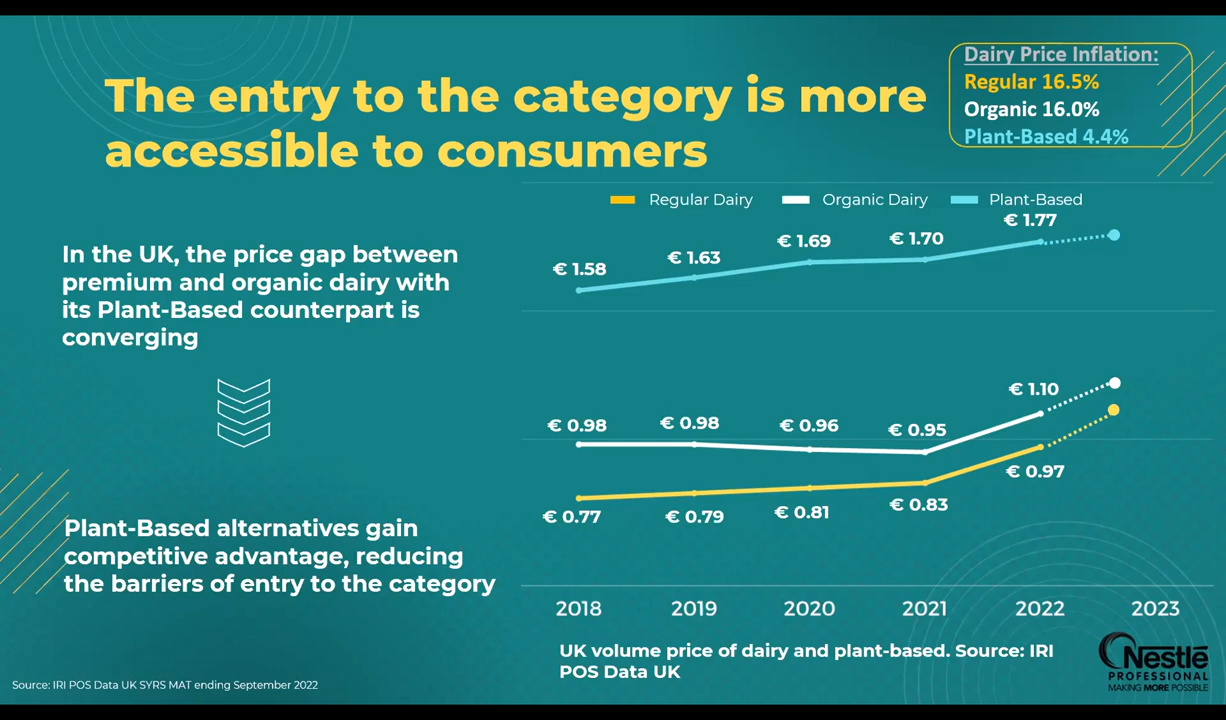 The entry to the category is more
accessible to consumers
Dairy Price Inflation:
Regular 16.5%
Organic 16.0%
Plant-Based 4.4%
In the UK, the price gap between
premium and organic dairy with
its Plant-Based counterpart is
converging
Plant-Based alternatives gain
competitive advantage, reducing
the barriers of entry to the category
Regular Dairy Organic Dairy Plant-Based
€ 1.58 € 1.63 € 1.69 € 1.70 € 1.77
€ 0.98 € 0.98 € 0.96 € 0.95 € 1.10
€ 0.77 € 0.79 € 0.81 € 0.83 € 0.97
2018 2019 2020 2021 2022 2023
UK volume price of dairy and plant-based. Source: IRI
POS Data UK
Source: IRI POS Data UK SYRS MAT ending September 2022
Nestlé
PROFESSIONAL
MAKING MORE POSSIBLE